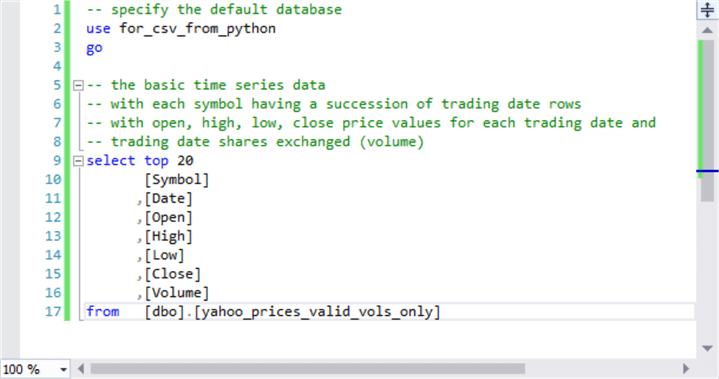 1 -- specify the default database
2 use for_csv_from_python
3 go
4
5 -- the basic time series data
6 -- with each symbol having a succession of trading date rows
7 -- with open, high, low, close price values for each trading date and
8 -- trading date shares exchanged (volume)
9 select top 20
10 [Symbol]
11 ,[Date]
12 ,[Open]
13 ,[High]
14 ,[Low]
15 ,[Close]
16 ,[Volume]
17 from [dbo].[yahoo_prices_valid_vols_only]
100 %